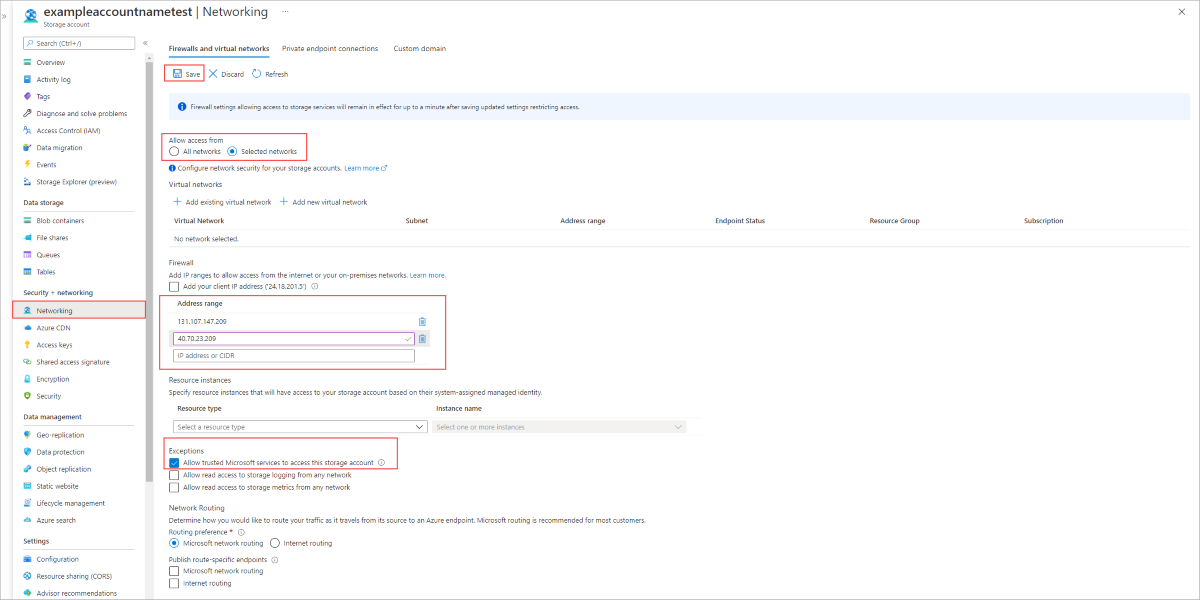 exampleaccountnametest | Networking ...
Storage account
Search (Ctrl+/)
Overview
Activity log
Tags
Diagnose and solve problems
Access Control (IAM)
Data migration
Events
Storage Explorer (preview)
Data storage
Blob containers
File shares
Queues
Tables
Security + networking
Networking
Azure CDN
Access keys
Shared access signature
Encryption
Security
Data management
Geo-replication
Data protection
Object replication
Static website
Lifecycle management
Azure search
Settings
Configuration
Resource sharing (CORS)
Advisor recommendations
Firewalls and virtual networks Private endpoint connections Custom domain
Save Discard Refresh
Firewall settings allowing access to storage services will remain in effect for up to a minute after saving updated settings restricting access.
Allow access from
All networks Selected networks
Configure network security for your storage accounts. Learn more
Virtual networks
+ Add existing virtual network + Add new virtual network
Virtual Network Subnet Address range Endpoint Status Resource Group Subscription
No network selected.
Firewall
Add IP ranges to allow access from the internet or your on-premises networks. Learn more.
Add your client IP address ('24.18.201.5')
Address range
131.107.147.209
40.70.23.209
IP address or CIDR
Resource instances
Specify resource instances that will have access to your storage account based on their system-assigned managed identity.
Resource type Instance name
Select a resource type Select one or more instances
Exceptions
Allow trusted Microsoft services to access this storage account
Allow read access to storage logging from any network
Allow read access to storage metrics from any network
Network Routing
Determine how you would like to route your traffic as it travels from its source to an Azure endpoint. Microsoft routing is recommended for most customers.
Routing preference *
Microsoft network routing Internet routing
Publish route-specific endpoints
Microsoft network routing
Internet routing